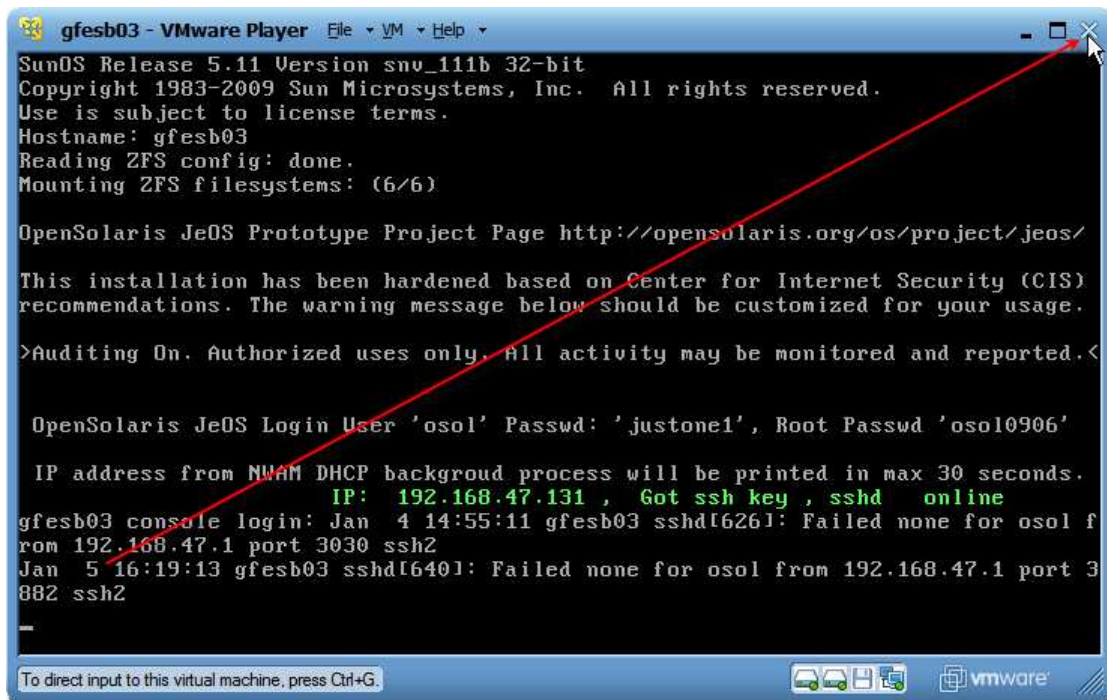 gfesb03 - VMware Player File VM Help
SunOS Release 5.11 Version snv_111b 32-bit
Copyright 1983-2009 Sun Microsystems, Inc.  All rights reserved.
Use is subject to license terms.
Hostname: gfesb03
Reading ZFS config: done.
Mounting ZFS filesystems: (6/6)
OpenSolaris JeOS Prototype Project Page http://opensolaris.org/os/project/jeos/
This installation has been hardened based on Center for Internet Security (CIS)
recommendations. The warning message below should be customized for your usage.
>Auditing On. Authorized uses only, All activity may be monitored and reported.<
OpenSolaris JeOS Login User 'osol' Passwd: 'justone1', Root Passwd 'osol0906'
IP address from NWAM DHCP backgroud process will be printed in max 30 seconds.
IP:  192.168.47.131 ,  Got ssh key , sshd   online
gfesb03 console login: Jan  4 14:55:11 gfesb03 sshd[626]: Failed none for osol f
rom 192.168.47.1 port 3030 ssh2
Jan  5 16:19:13 gfesb03 sshd[640]: Failed none for osol from 192.168.47.1 port 3
882 ssh2
To direct input to this virtual machine, press Ctrl+G.
vmware